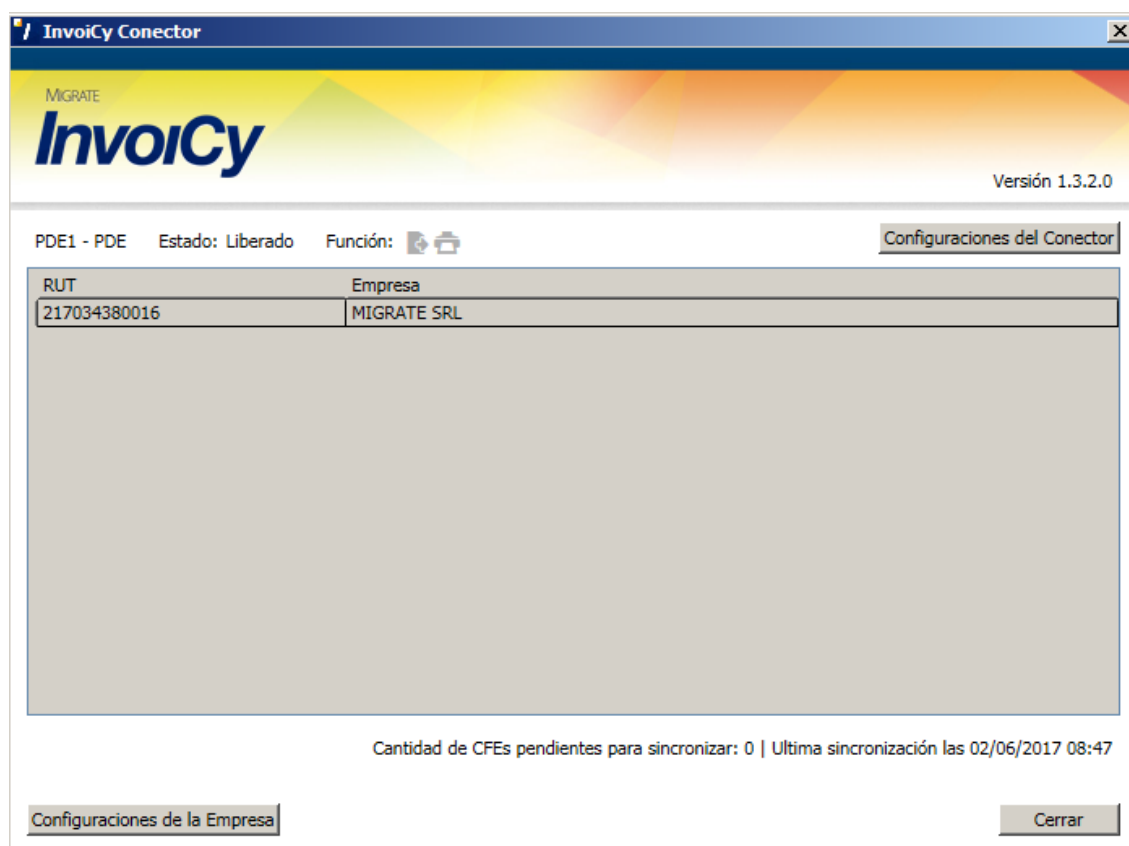 InvoiCy Conector
MIGRATE
InvoiCy
Versión 1.3.2.0
PDE1 - PDE Estado: Liberado Función: Configuraciones del Conector
RUT Empresa
217034380016 MIGRATE SRL
Cantidad de CFEs pendientes para sincronizar: 0 | Ultima sincronización las 02/06/2017 08:47
Configuraciones de la Empresa Cerrar